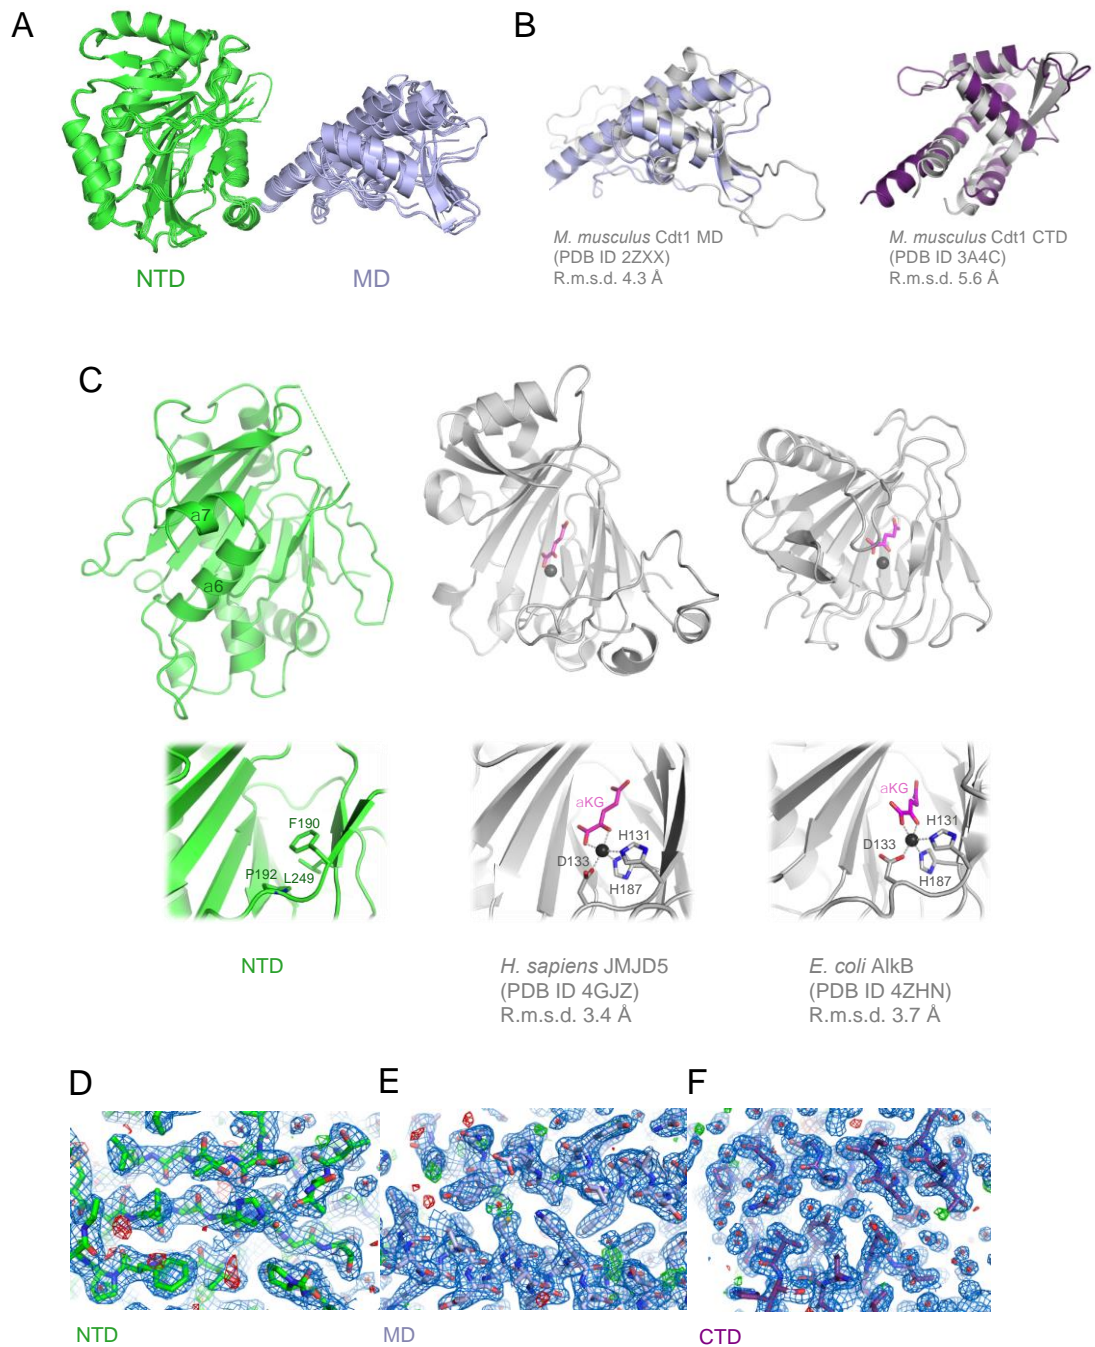 A
B
NTD
MD
M. musculus Cdt1 MD
(PDB ID 2ZXX)
R.m.s.d. 4.3 Å
M. musculus Cdt1 CTD
(PDB ID 3A4C)
R.m.s.d. 5.6 Å
C
a7
a6
F190
P192
L249
aKG
H131
D133
H187
aKG
H131
D133
H187
NTD
H. sapiens JMJD5
(PDB ID 4GJZ)
R.m.s.d. 3.4 Å
E. coli AlkB
(PDB ID 4ZHN)
R.m.s.d. 3.7 Å
D
E
F
NTD
MD
CTD